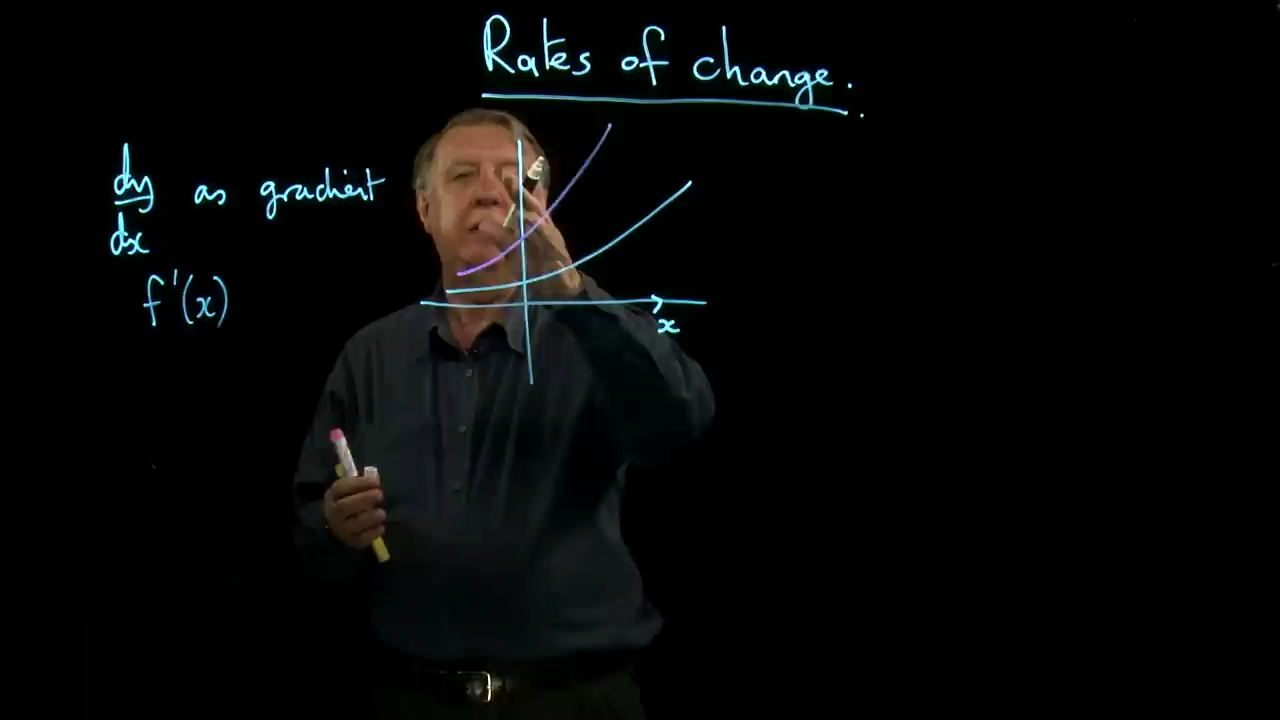 Rates of change.
dy/dx as gradient
f'(x)
x